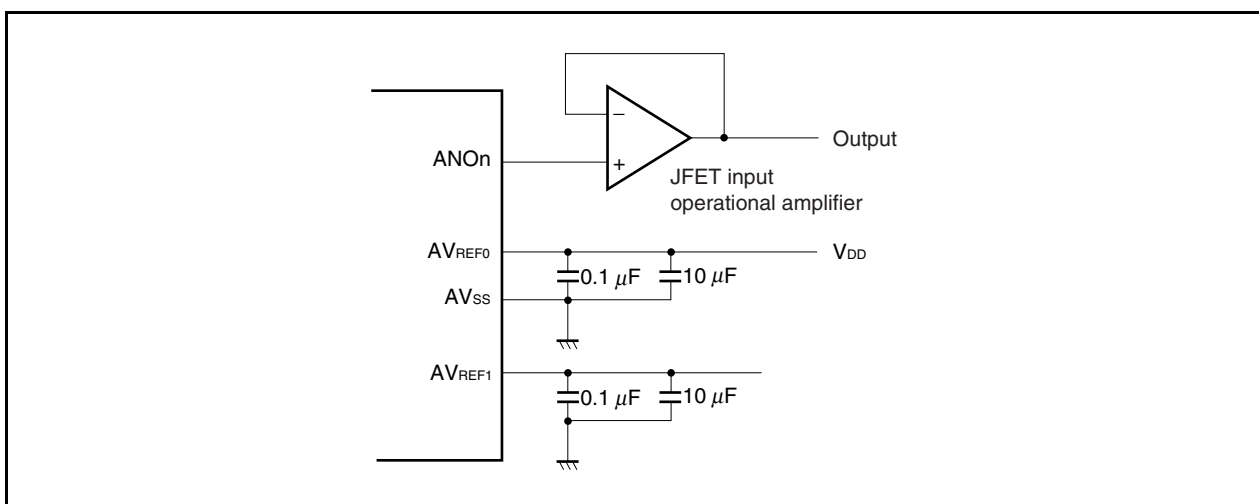 ANOn
−
+
Output
JFET input
operational amplifier
AVREF0
VDD
0.1 μF
10 μF
AVSS
AVREF1
0.1 μF
10 μF